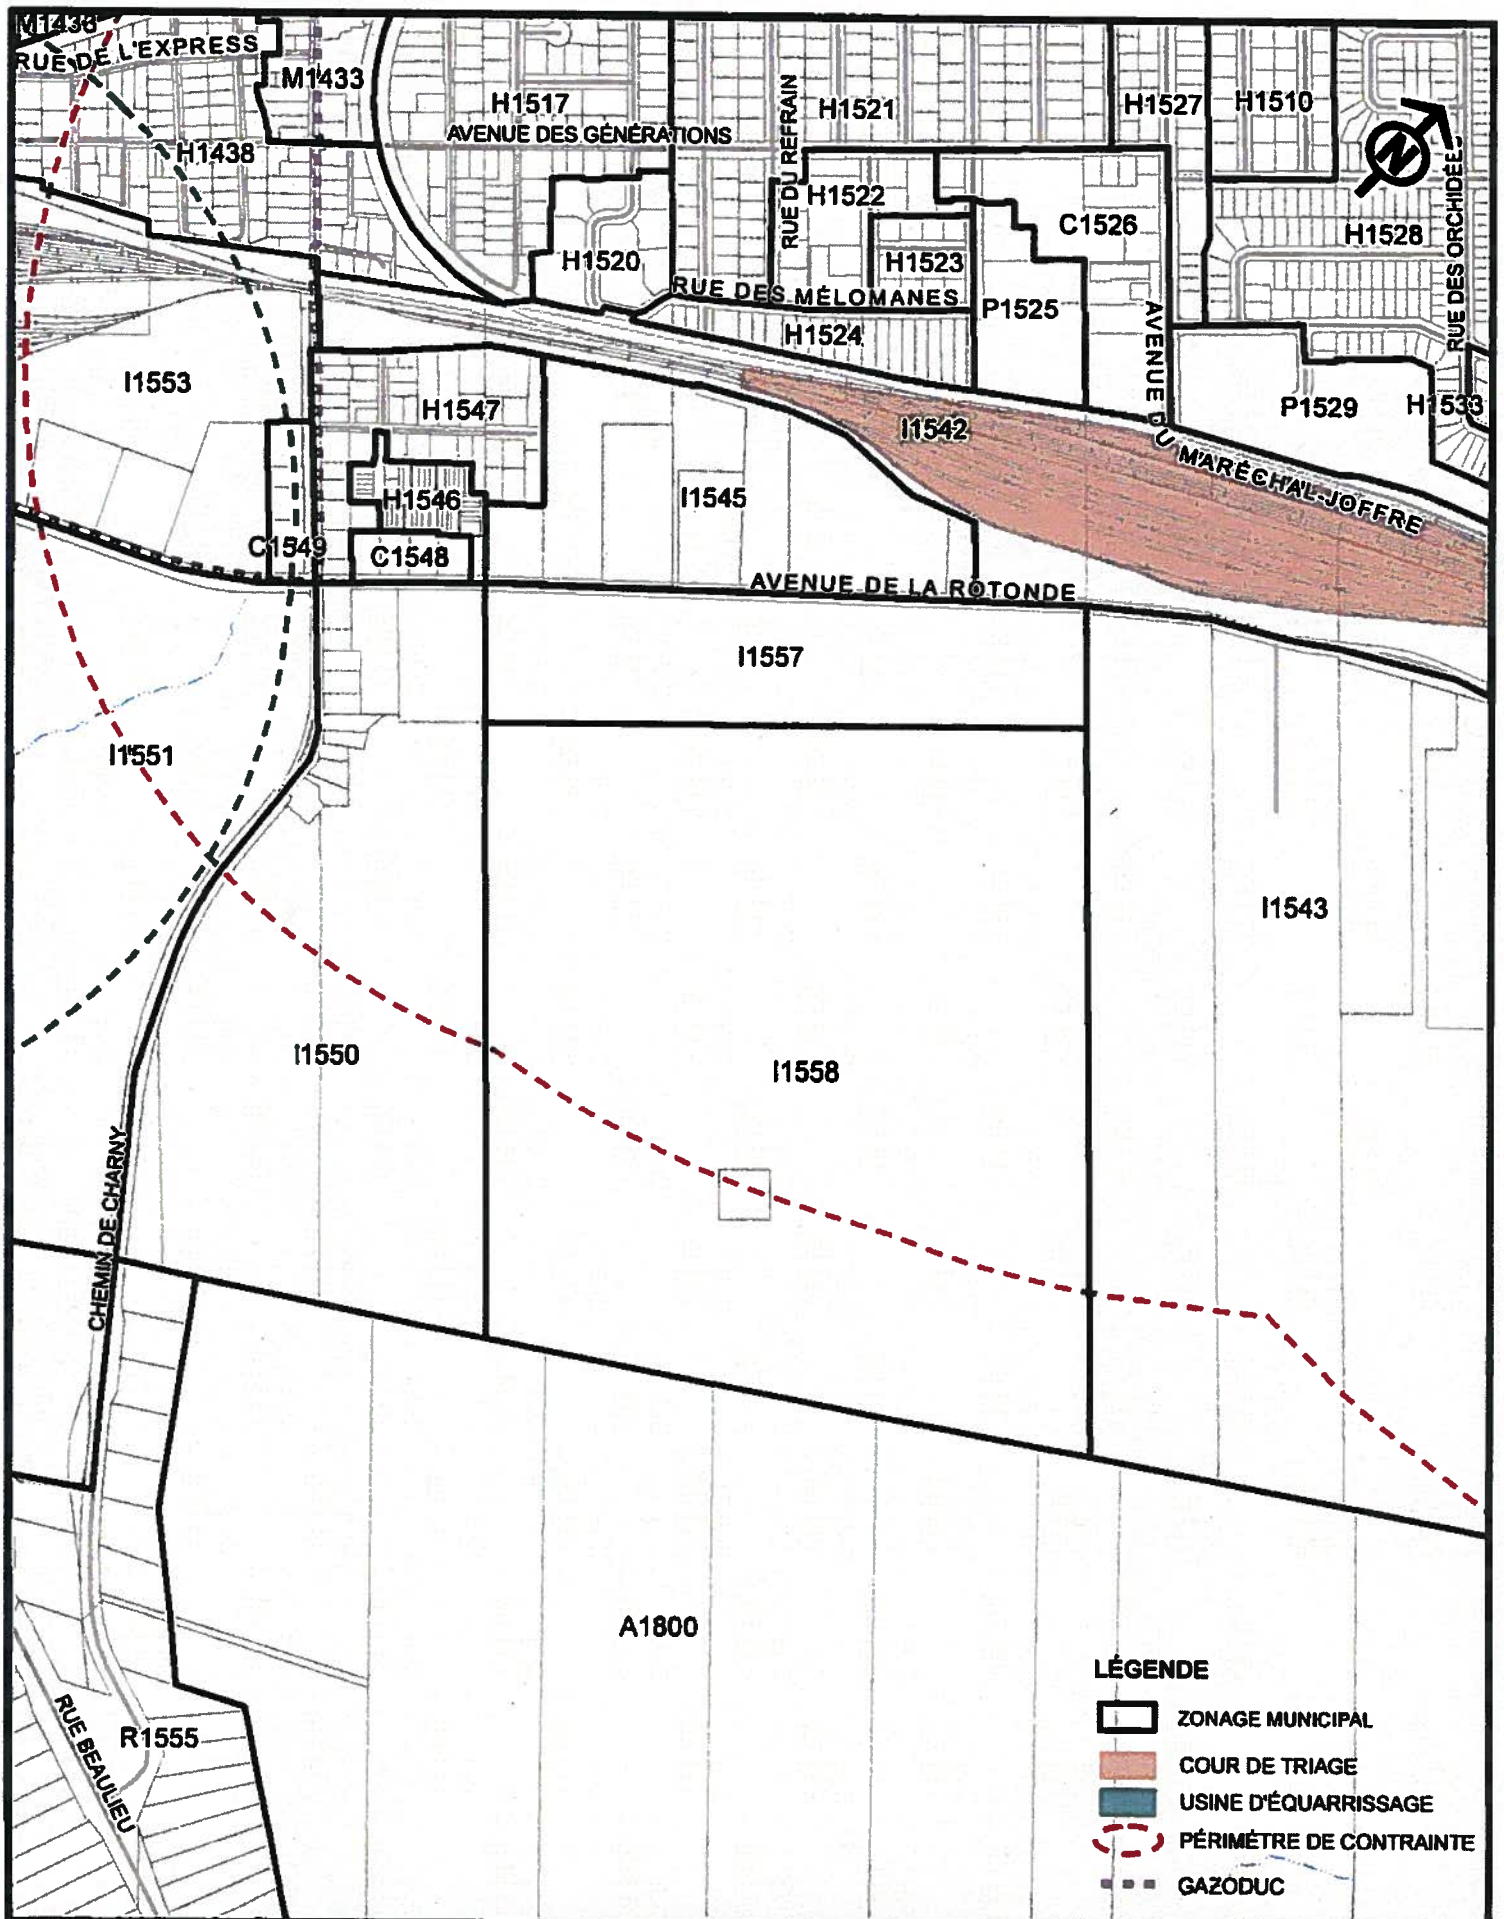 M1436
RUE DE L'EXPRESS
M1433
H1517
H1521
H1527
H1510
AVENUE DES GÉNÉRATIONS
RUE DU REFRAIN
N
H1438
H1522
C1526
RUE DES ORCHIDÉES
H1528
H1520
H1523
RUE DES MÉLOMANES
P1525
H1524
AVENUE DU MARÉCHAL-JOFFRE
I1553
H1547
P1529
H1533
I1542
H1546
I1545
C1549
C1548
AVENUE DE LA ROTONDE
I1557
I1551
I1543
I1550
I1558
CHEMIN DE CHARNY
A1800
RUE BEAULIEU
R1555
LÉGENDE
ZONAGE MUNICIPAL
COUR DE TRIAGE
USINE D'ÉQUARRISSAGE
PÉRIMÈTRE DE CONTRAINTE
GAZODUC